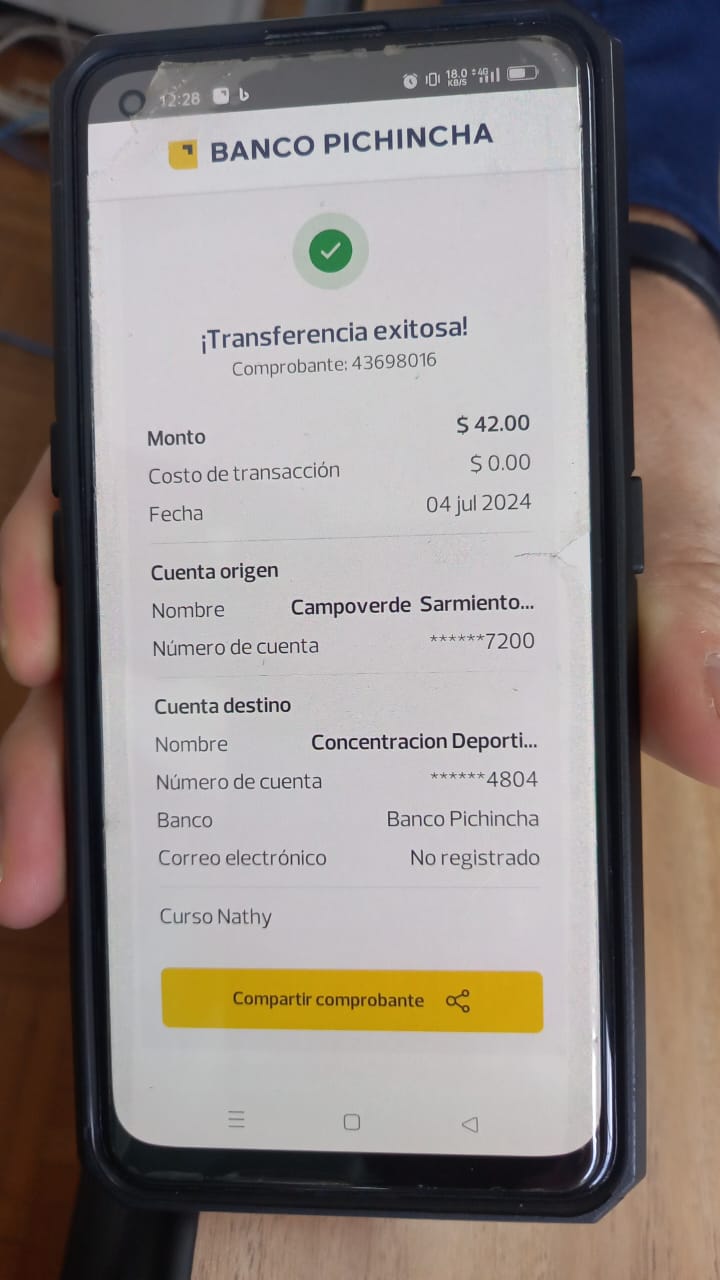 12:28
18.0 KB/S 4G
BANCO PICHINCHA
¡Transferencia exitosa!
Comprobante: 43698016
Monto $ 42.00
Costo de transacción $ 0.00
Fecha 04 jul 2024
Cuenta origen
Nombre Campoverde Sarmiento...
Número de cuenta ******7200
Cuenta destino
Nombre Concentracion Deporti...
Número de cuenta ******4804
Banco Banco Pichincha
Correo electrónico No registrado
Curso Nathy
Compartir comprobante